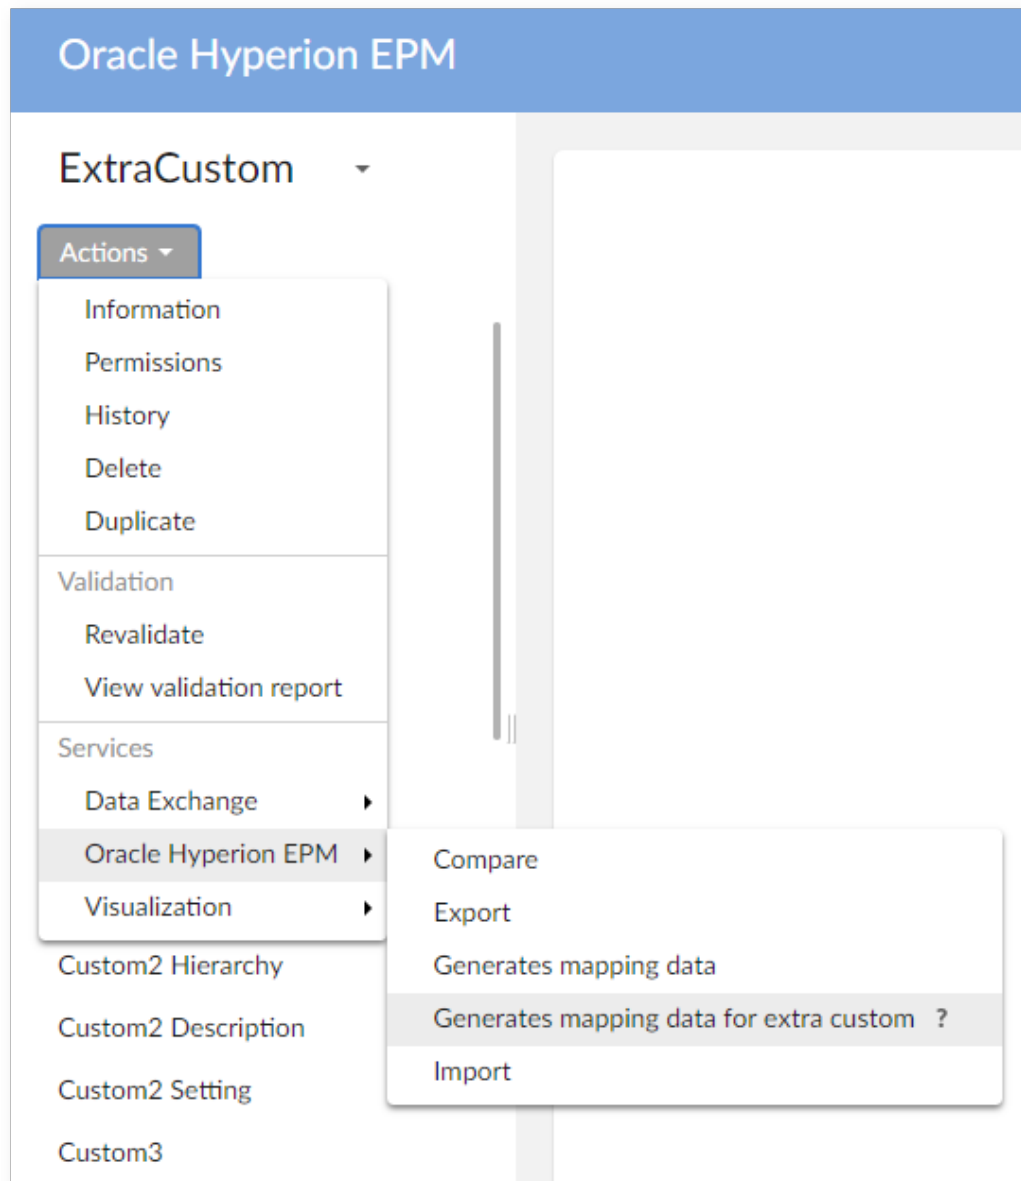 Oracle Hyperion EPM
ExtraCustom
Actions
Information
Permissions
History
Delete
Duplicate
Validation
Revalidate
View validation report
Services
Data Exchange
Oracle Hyperion EPM
Visualization
Compare
Export
Generates mapping data
Generates mapping data for extra custom ?
Import
Custom2 Hierarchy
Custom2 Description
Custom2 Setting
Custom3